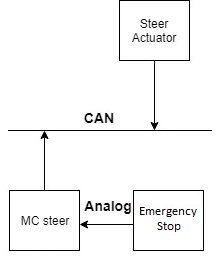 Steer
Actuator
CAN
MC steer
Analog
Emergency
Stop